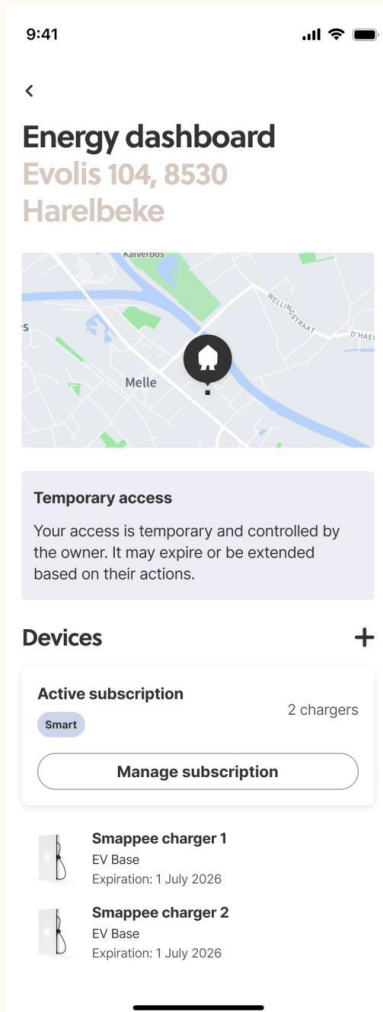 9:41
Energy dashboard
Evolis 104, 8530
Harelbeke
Kalverbos
WELLINGSTRAAT
D'HAE
s
Melle
Temporary access
Your access is temporary and controlled by
the owner. It may expire or be extended
based on their actions.
Devices
Active subscription
2 chargers
Smart
Manage subscription
Smappee charger 1
EV Base
Expiration: 1 July 2026
Smappee charger 2
EV Base
Expiration: 1 July 2026